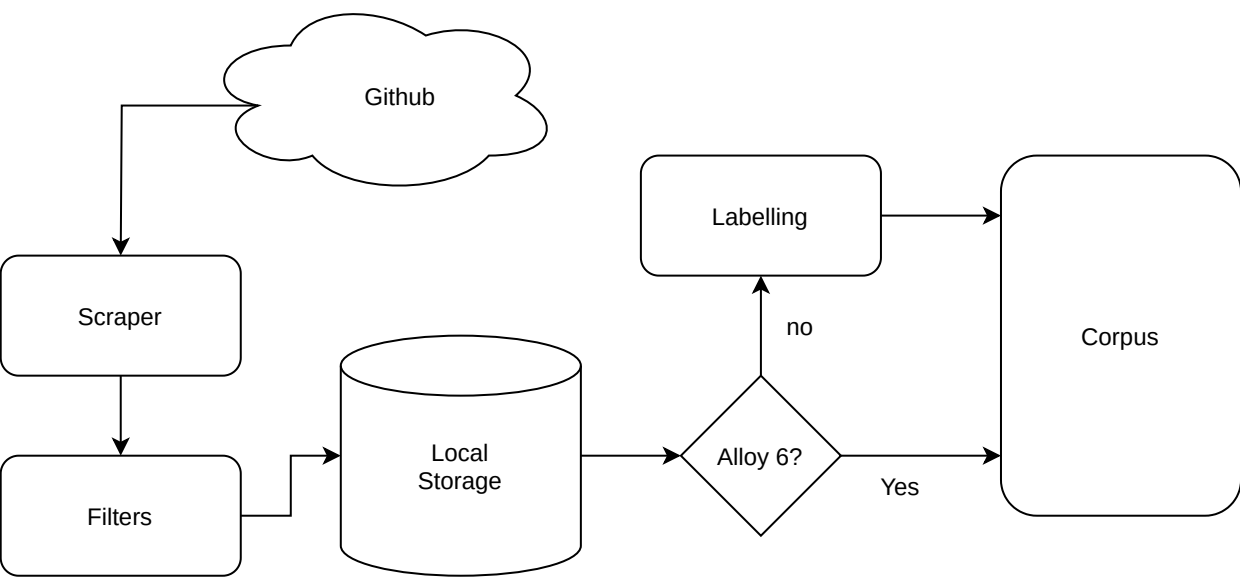 Github
Scraper
Filters
Local
Storage
Alloy 6?
no
Yes
Labelling
Corpus